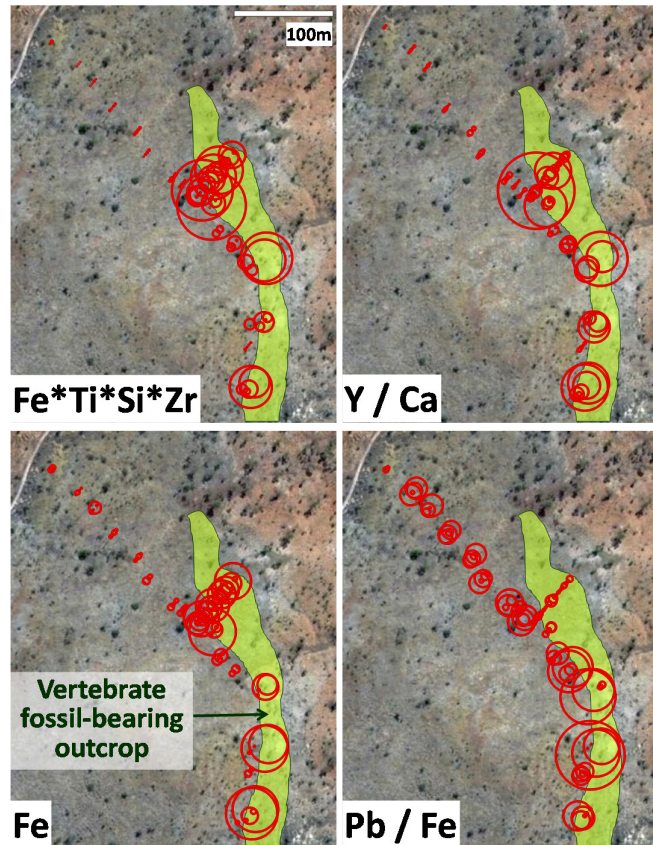 100m
Fe*Ti*Si*Zr
Y / Ca
Vertebrate
fossil-bearing
outcrop
Fe
Pb / Fe